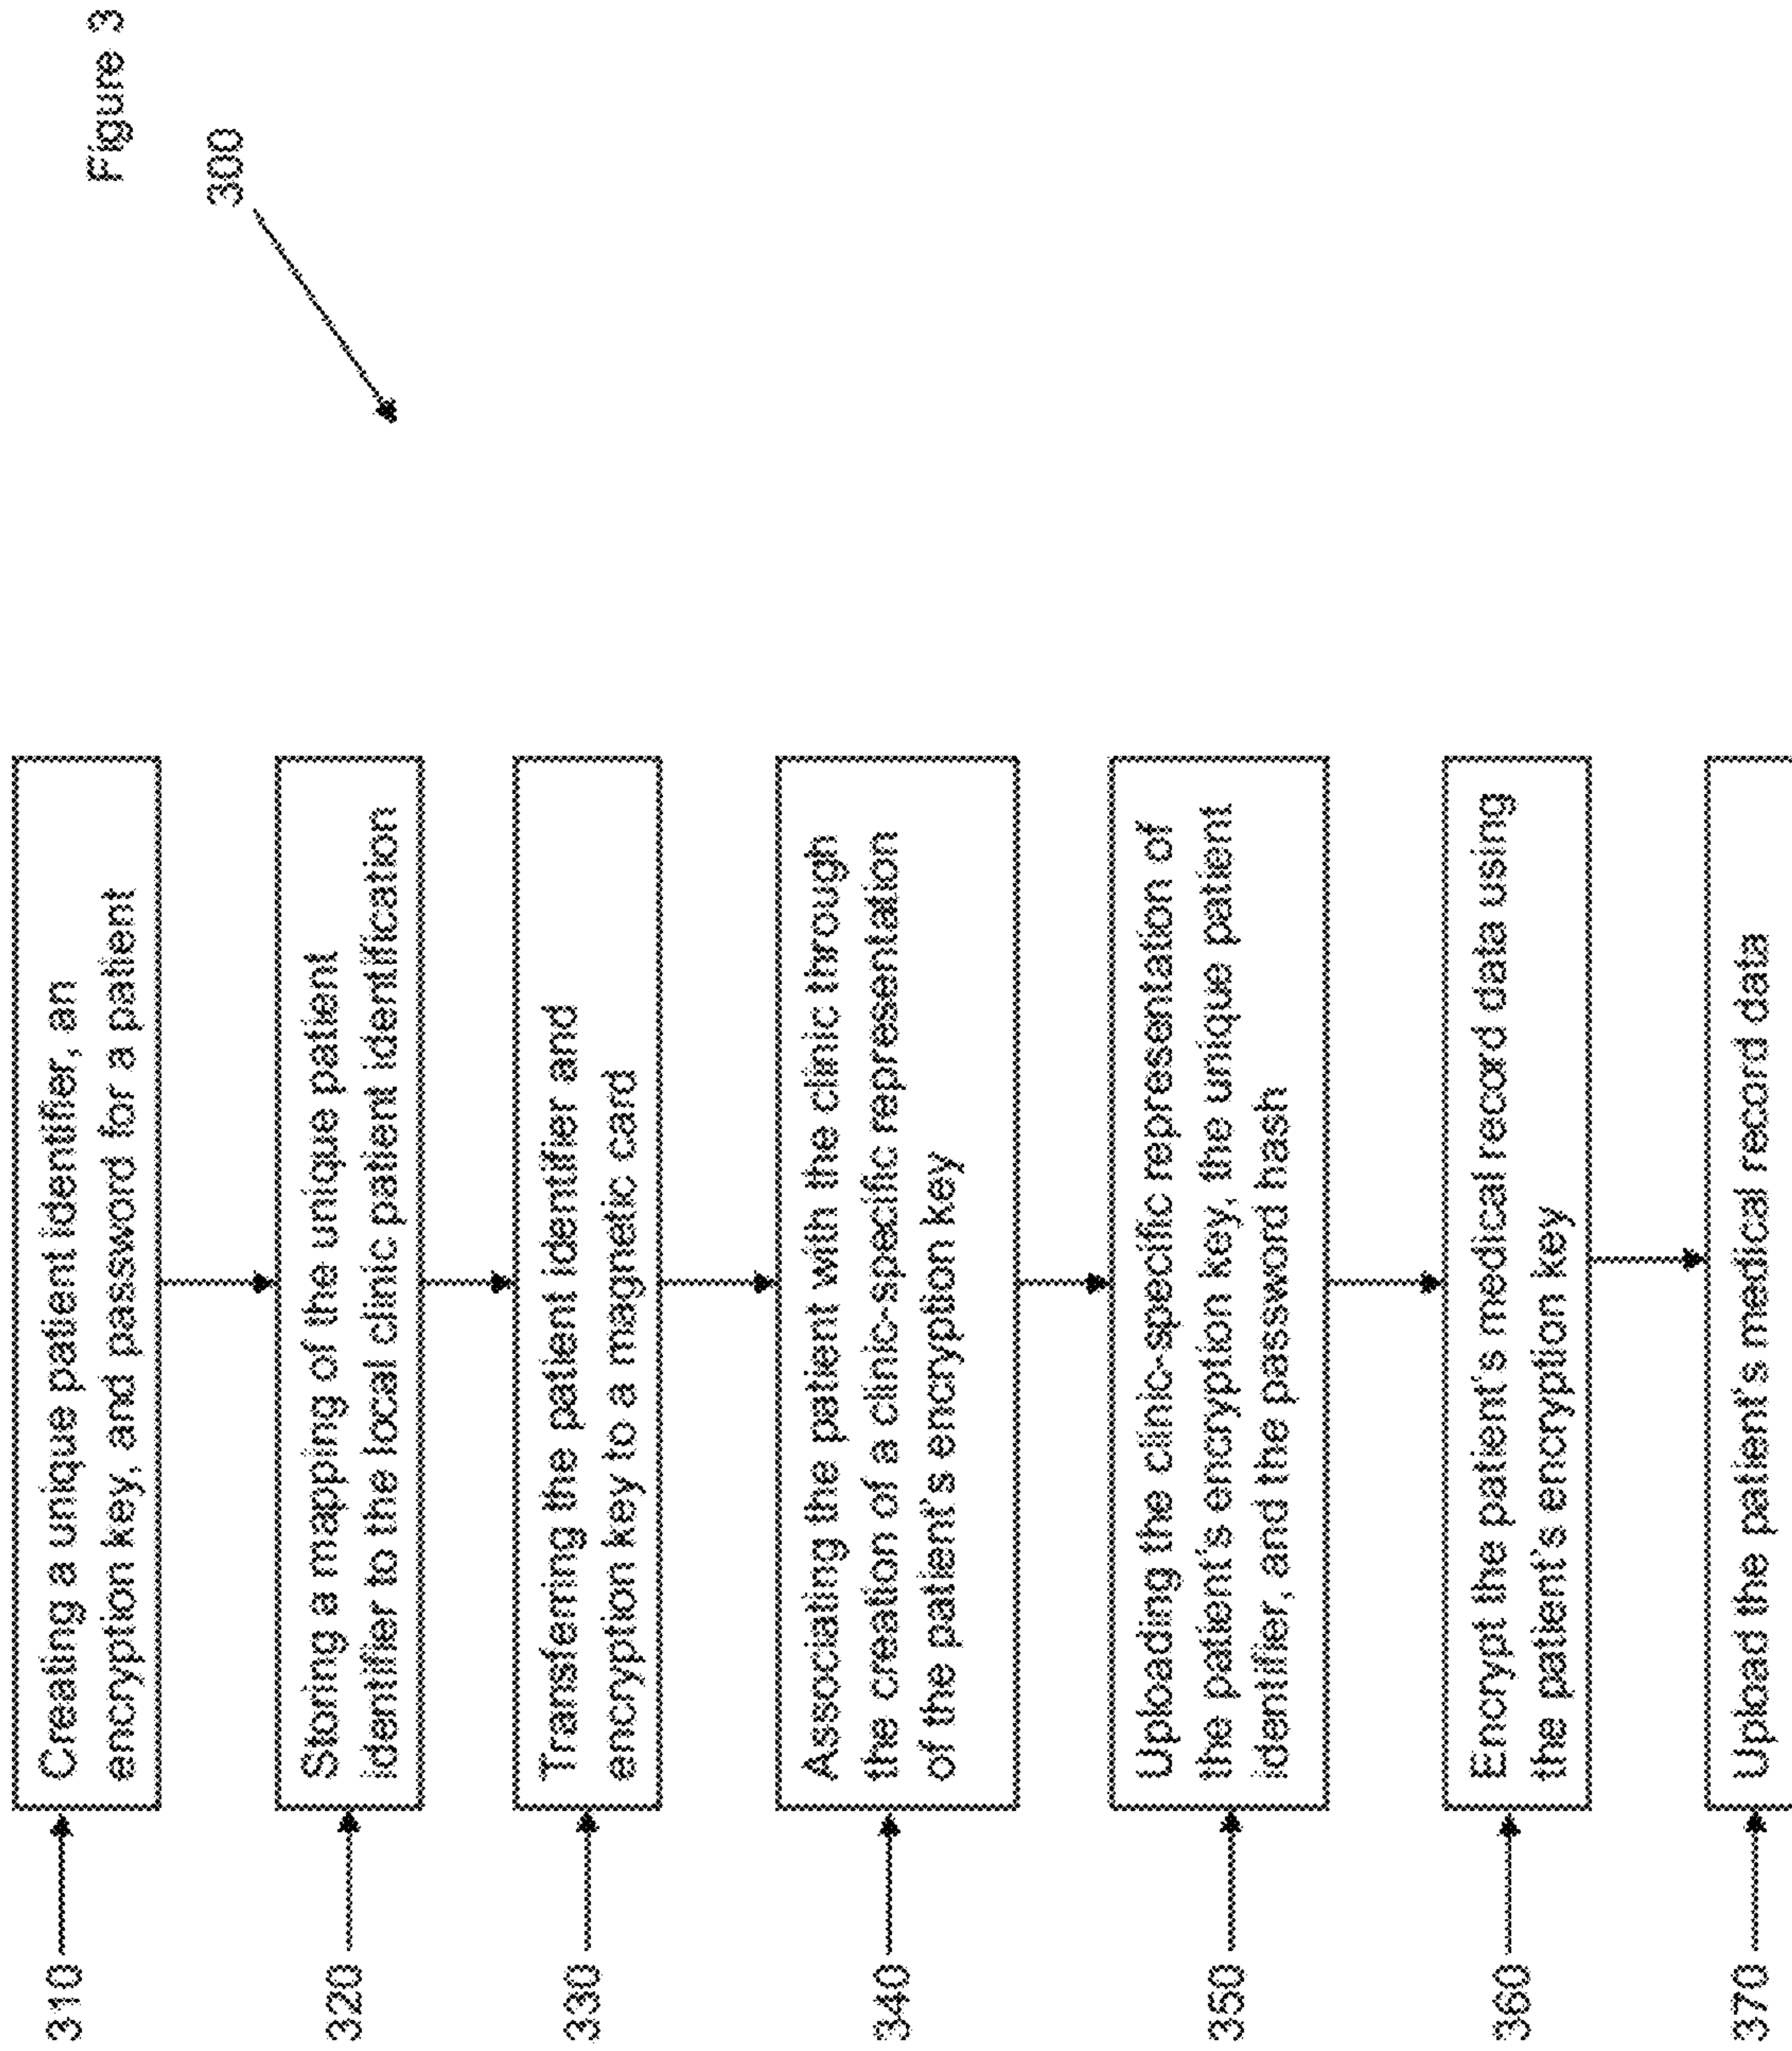 Figure 3
300
310
Creating a unique patient identifier, an
encryption key, and password for a patient
320
Storing a mapping of the unique patient
identifier to the local clinic patient identification
330
Transferring the patient identifier and
encryption key to a magnetic card
340
Associating the patient with the clinic through
the creation of a clinic-specific representation
of the patient's encryption key
350
Uploading the clinic-specific representation of
the patient's encryption key, the unique patient
identifier, and the password hash
360
Encrypt the patient's medical record data using
the patient's encryption key
370
Upload the patient's medical record data